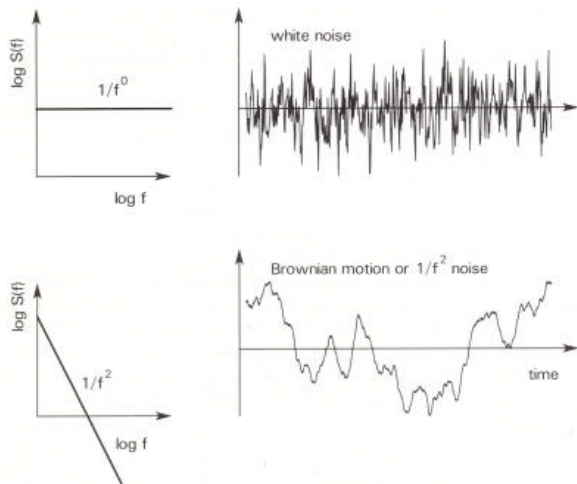 log S(f)
1/f⁰
log f
white noise
log S(f)
1/f²
log f
Brownian motion or 1/f² noise
time